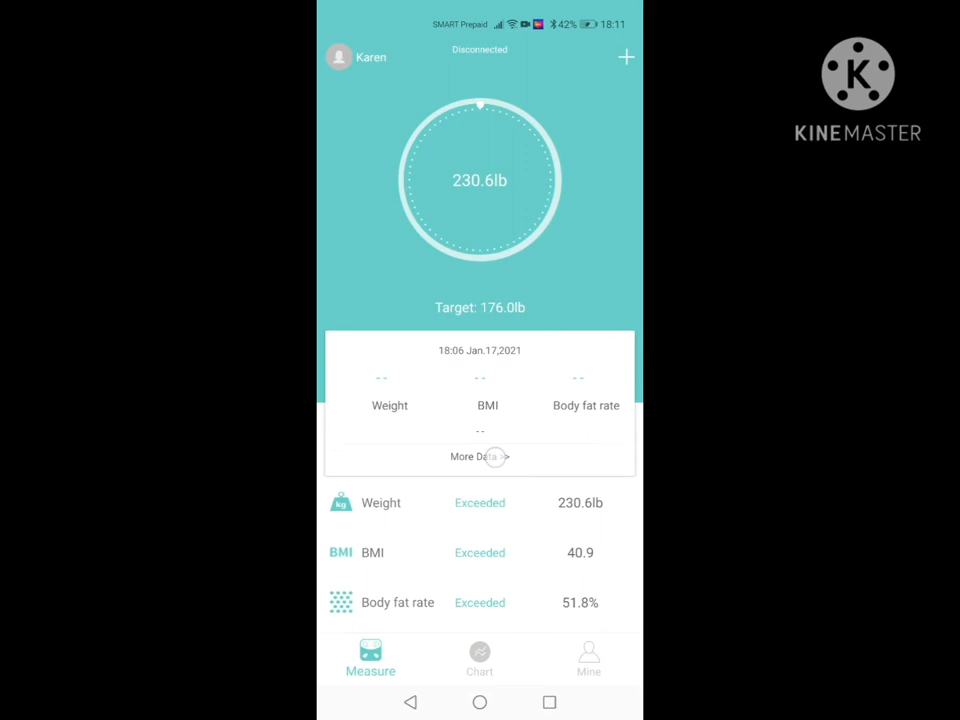 SMART Prepaid 42% 18:11
Karen
Disconnected
230.6lb
Target: 176.0lb
18:06 Jan.17,2021
-- -- --
Weight BMI Body fat rate
--
More Data >>
kg Weight Exceeded 230.6lb
BMI BMI Exceeded 40.9
Body fat rate Exceeded 51.8%
Measure Chart Mine
K
KINEMASTER